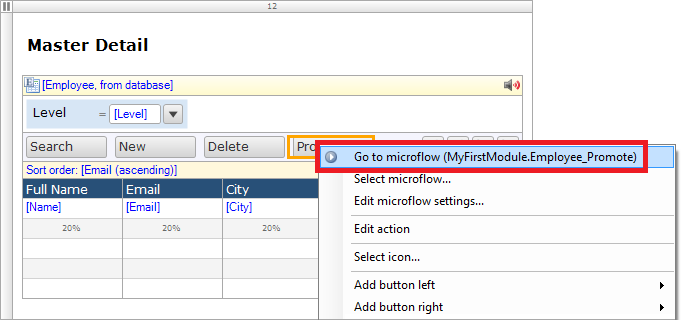 12
Master Detail
[Employee, from database]
Level = [Level]
Search New Delete Pro
Go to microflow (MyFirstModule.Employee_Promote)
Sort order: [Email (ascending)]
Select microflow...
Full Name Email City
Edit microflow settings...
[Name] [Email] [City]
20% 20%
Edit action
Select icon...
Add button left
Add button right